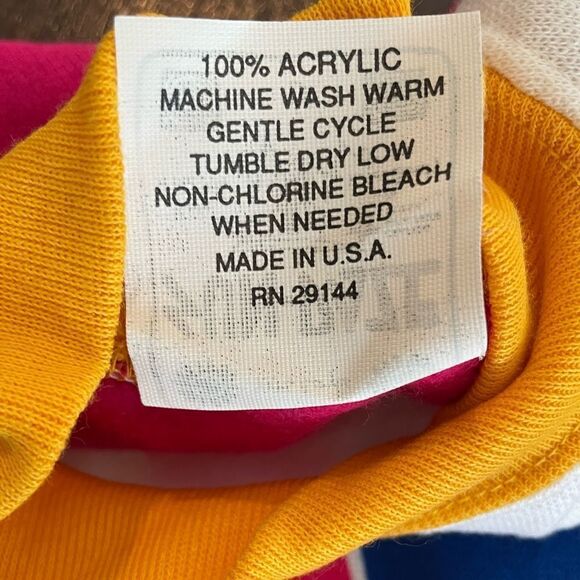 100% ACRYLIC
MACHINE WASH WARM
GENTLE CYCLE
TUMBLE DRY LOW
NON-CHLORINE BLEACH
WHEN NEEDED
MADE IN U.S.A.
RN 29144